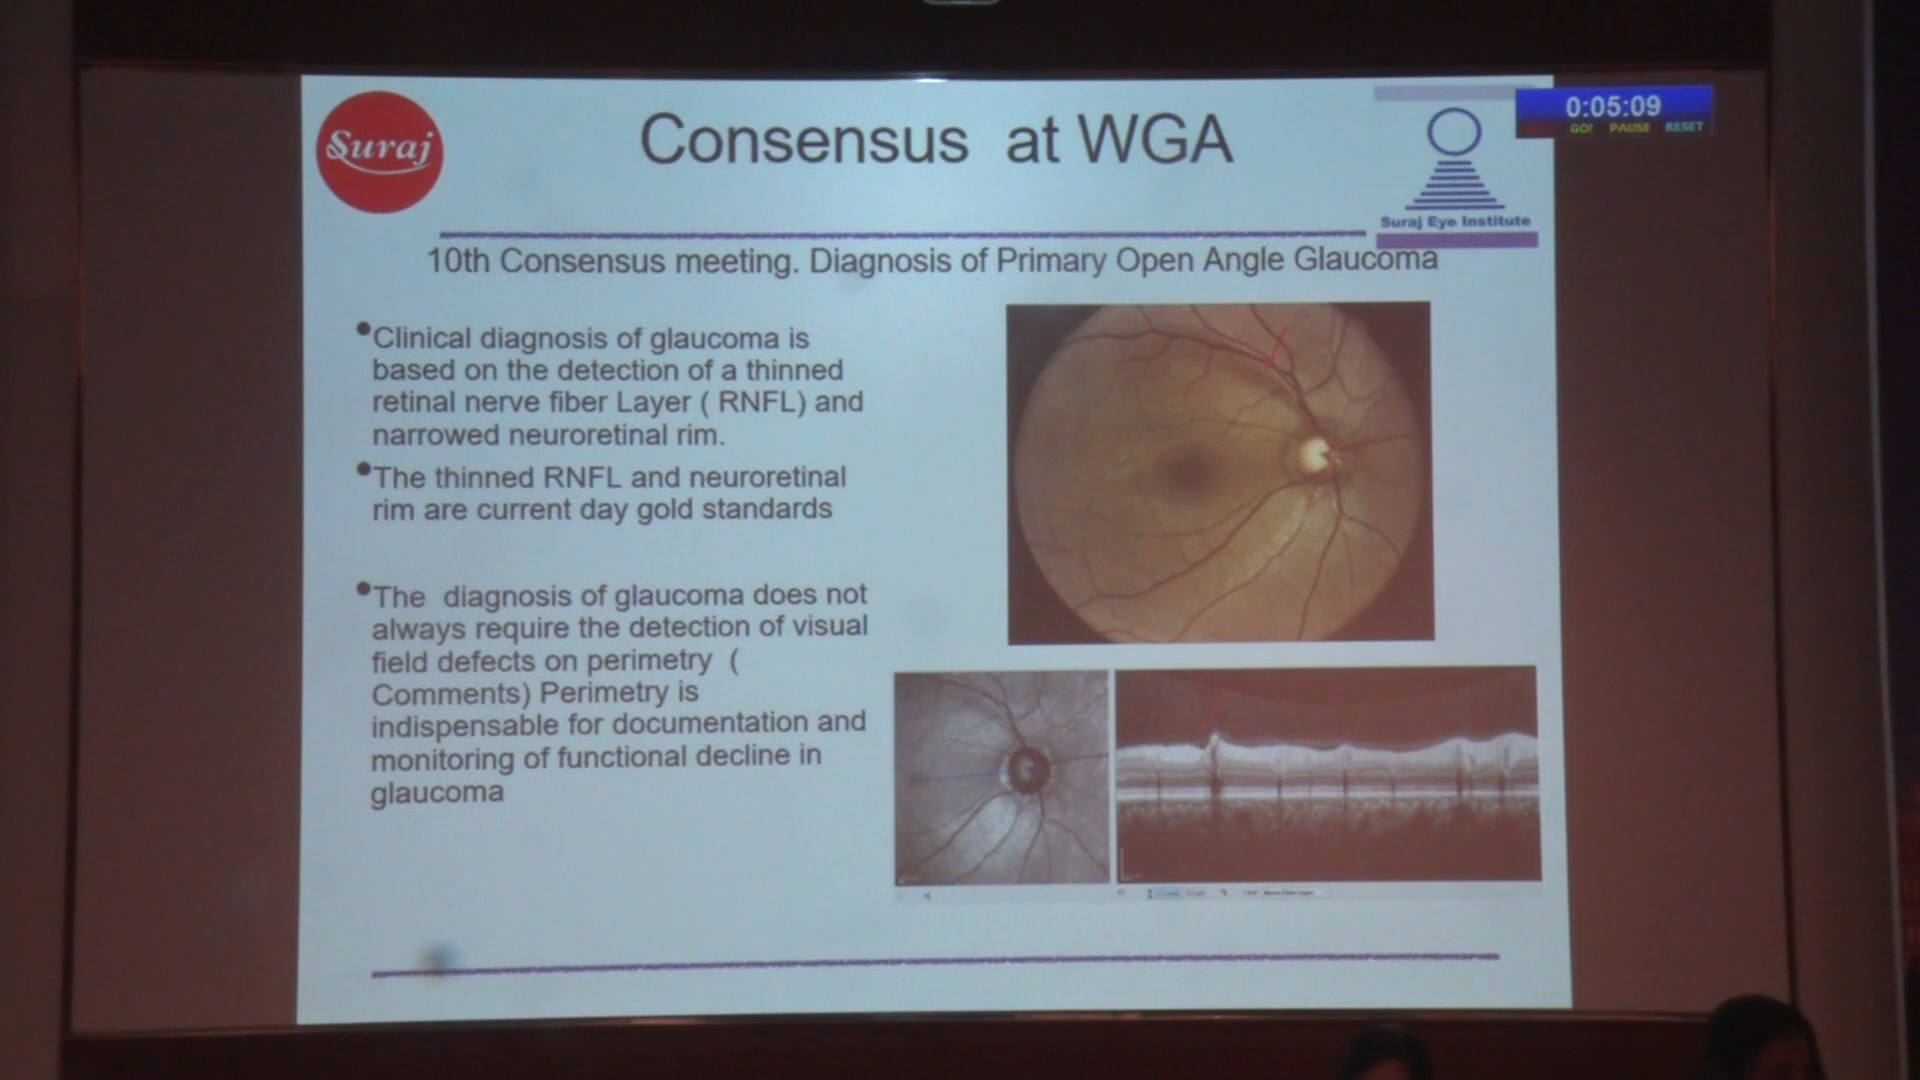 Suraj
Consensus at WGA
0:05:09
GO! PAUSE RESET
Suraj Eye Institute
10th Consensus meeting. Diagnosis of Primary Open Angle Glaucoma
•Clinical diagnosis of glaucoma is
based on the detection of a thinned
retinal nerve fiber Layer ( RNFL) and
narrowed neuroretinal rim.
•The thinned RNFL and neuroretinal
rim are current day gold standards
•The diagnosis of glaucoma does not
always require the detection of visual
field defects on perimetry (
Comments) Perimetry is
indispensable for documentation and
monitoring of functional decline in
glaucoma